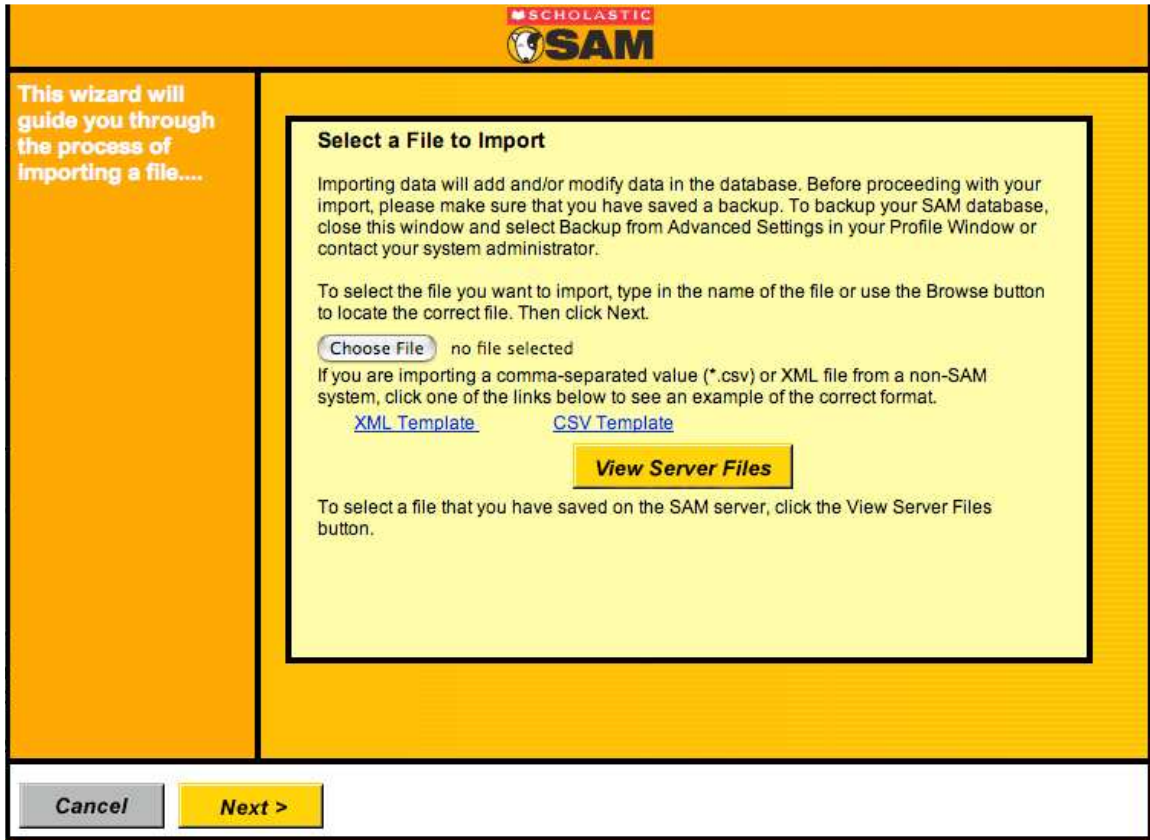 SCHOLASTIC
SAM
This wizard will
guide you through
the process of
importing a file....
Select a File to Import
Importing data will add and/or modify data in the database. Before proceeding with your
import, please make sure that you have saved a backup. To backup your SAM database,
close this window and select Backup from Advanced Settings in your Profile Window or
contact your system administrator.
To select the file you want to import, type in the name of the file or use the Browse button
to locate the correct file. Then click Next.
Choose File no file selected
If you are importing a comma-separated value (*.csv) or XML file from a non-SAM
system, click one of the links below to see an example of the correct format.
XML Template CSV Template
View Server Files
To select a file that you have saved on the SAM server, click the View Server Files
button.
Cancel Next >